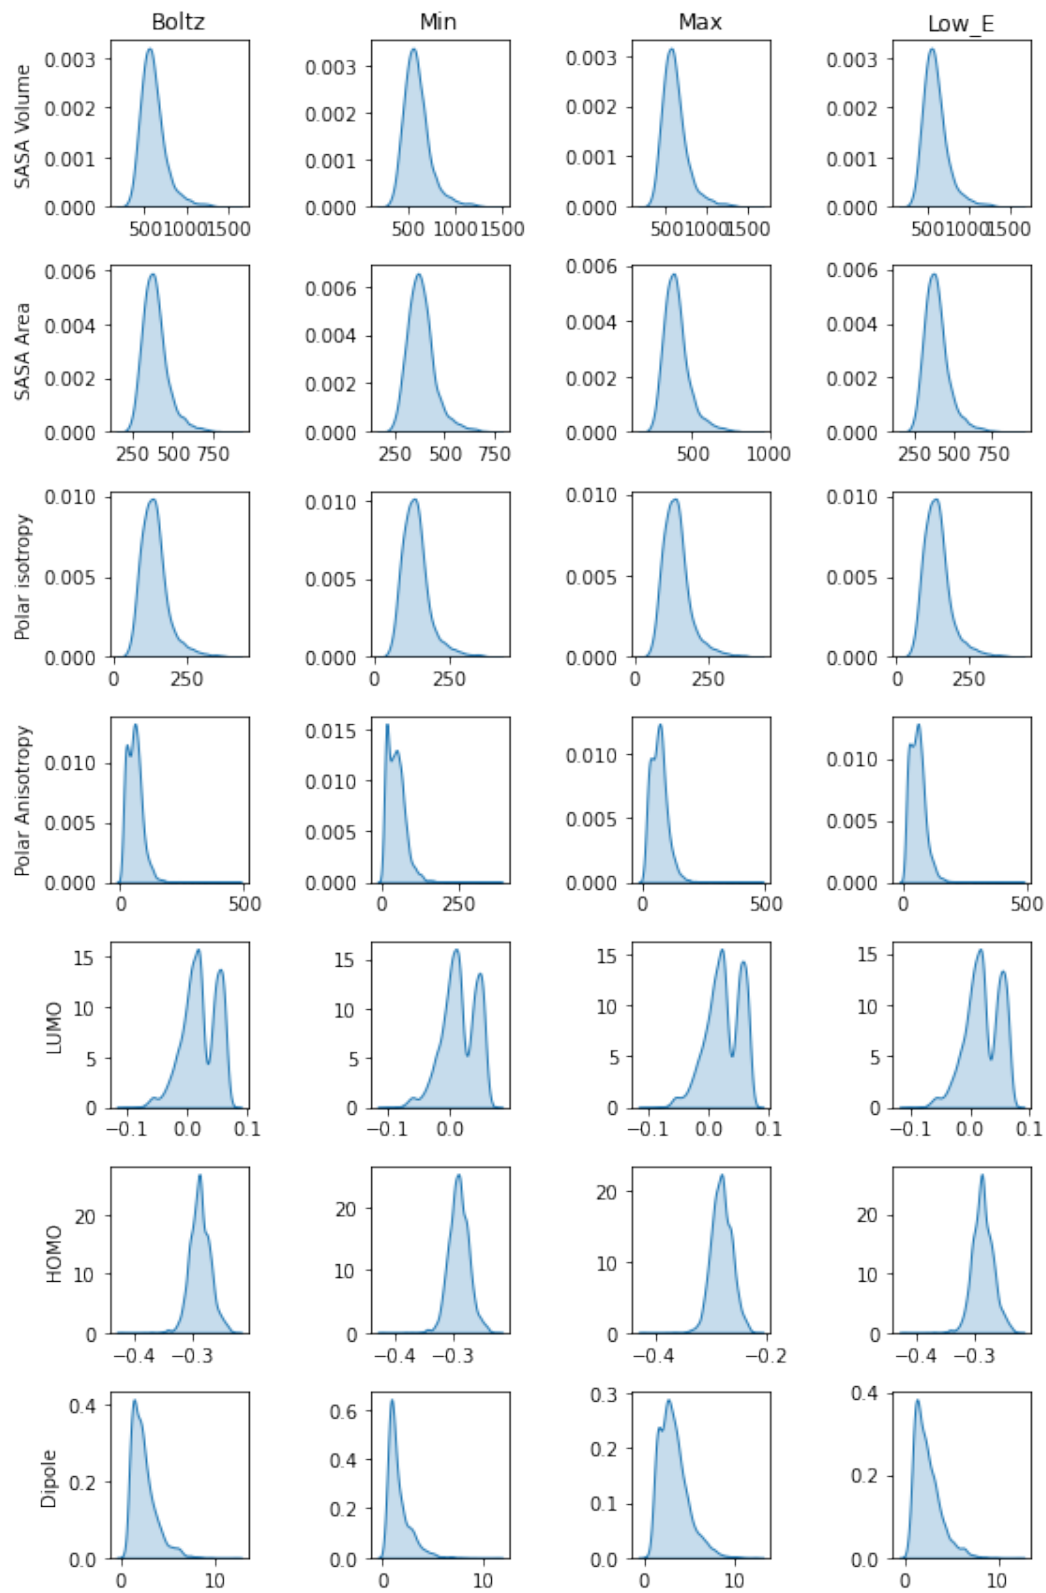 Boltz Min Max Low_E
SASA Volume
0.003 0.003 0.003 0.003
0.002 0.002 0.002 0.002
0.001 0.001 0.001 0.001
0.000 0.000 0.000 0.000
500 1000 1500 500 1000 1500 500 1000 1500 500 1000 1500
SASA Area
0.006 0.006 0.006 0.006
0.004 0.004 0.004 0.004
0.002 0.002 0.002 0.002
0.000 0.000 0.000 0.000
250 500 750 250 500 750 500 1000 250 500 750
Polar isotropy
0.010 0.010 0.010 0.010
0.005 0.005 0.005 0.005
0.000 0.000 0.000 0.000
0 250 0 250 0 250 0 250
Polar Anisotropy
0.015
0.010 0.010 0.010 0.010
0.005 0.005 0.005 0.005
0.000 0.000 0.000 0.000
0 500 0 250 0 500 0 500
LUMO
15 15 15 15
10 10 10 10
5 5 5 5
0 0 0 0
−0.1 0.0 0.1 −0.1 0.0 −0.1 0.0 0.1 −0.1 0.0 0.1
HOMO
20 20 20 20
10 10 10 10
0 0 0 0
−0.4 −0.3 −0.4 −0.3 −0.4 −0.2 −0.4 −0.3
Dipole
0.4 0.6 0.3 0.4
0.2 0.4 0.2 0.2
0.2 0.1
0.0 0.0 0.0 0.0
0 10 0 10 0 10 0 10